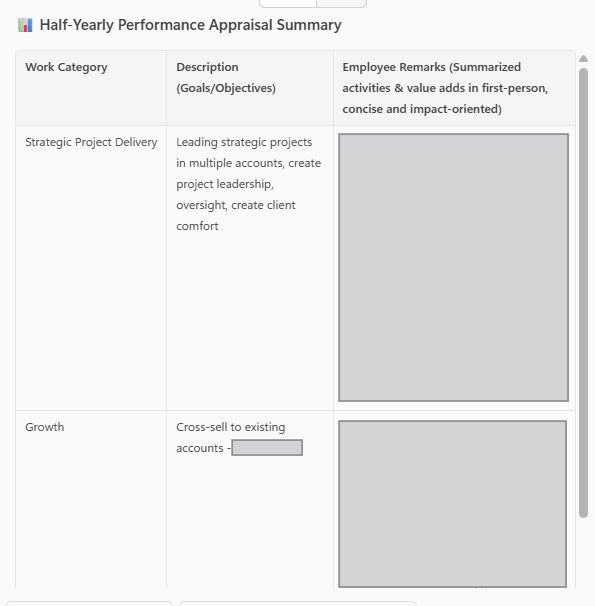 Half-Yearly Performance Appraisal Summary
Work Category
Description
(Goals/Objectives)
Employee Remarks (Summarized
activities & value adds in first-person,
concise and impact-oriented)
Strategic Project Delivery
Leading strategic projects
in multiple accounts, create
project leadership,
oversight, create client
comfort
Growth
Cross-sell to existing
accounts -